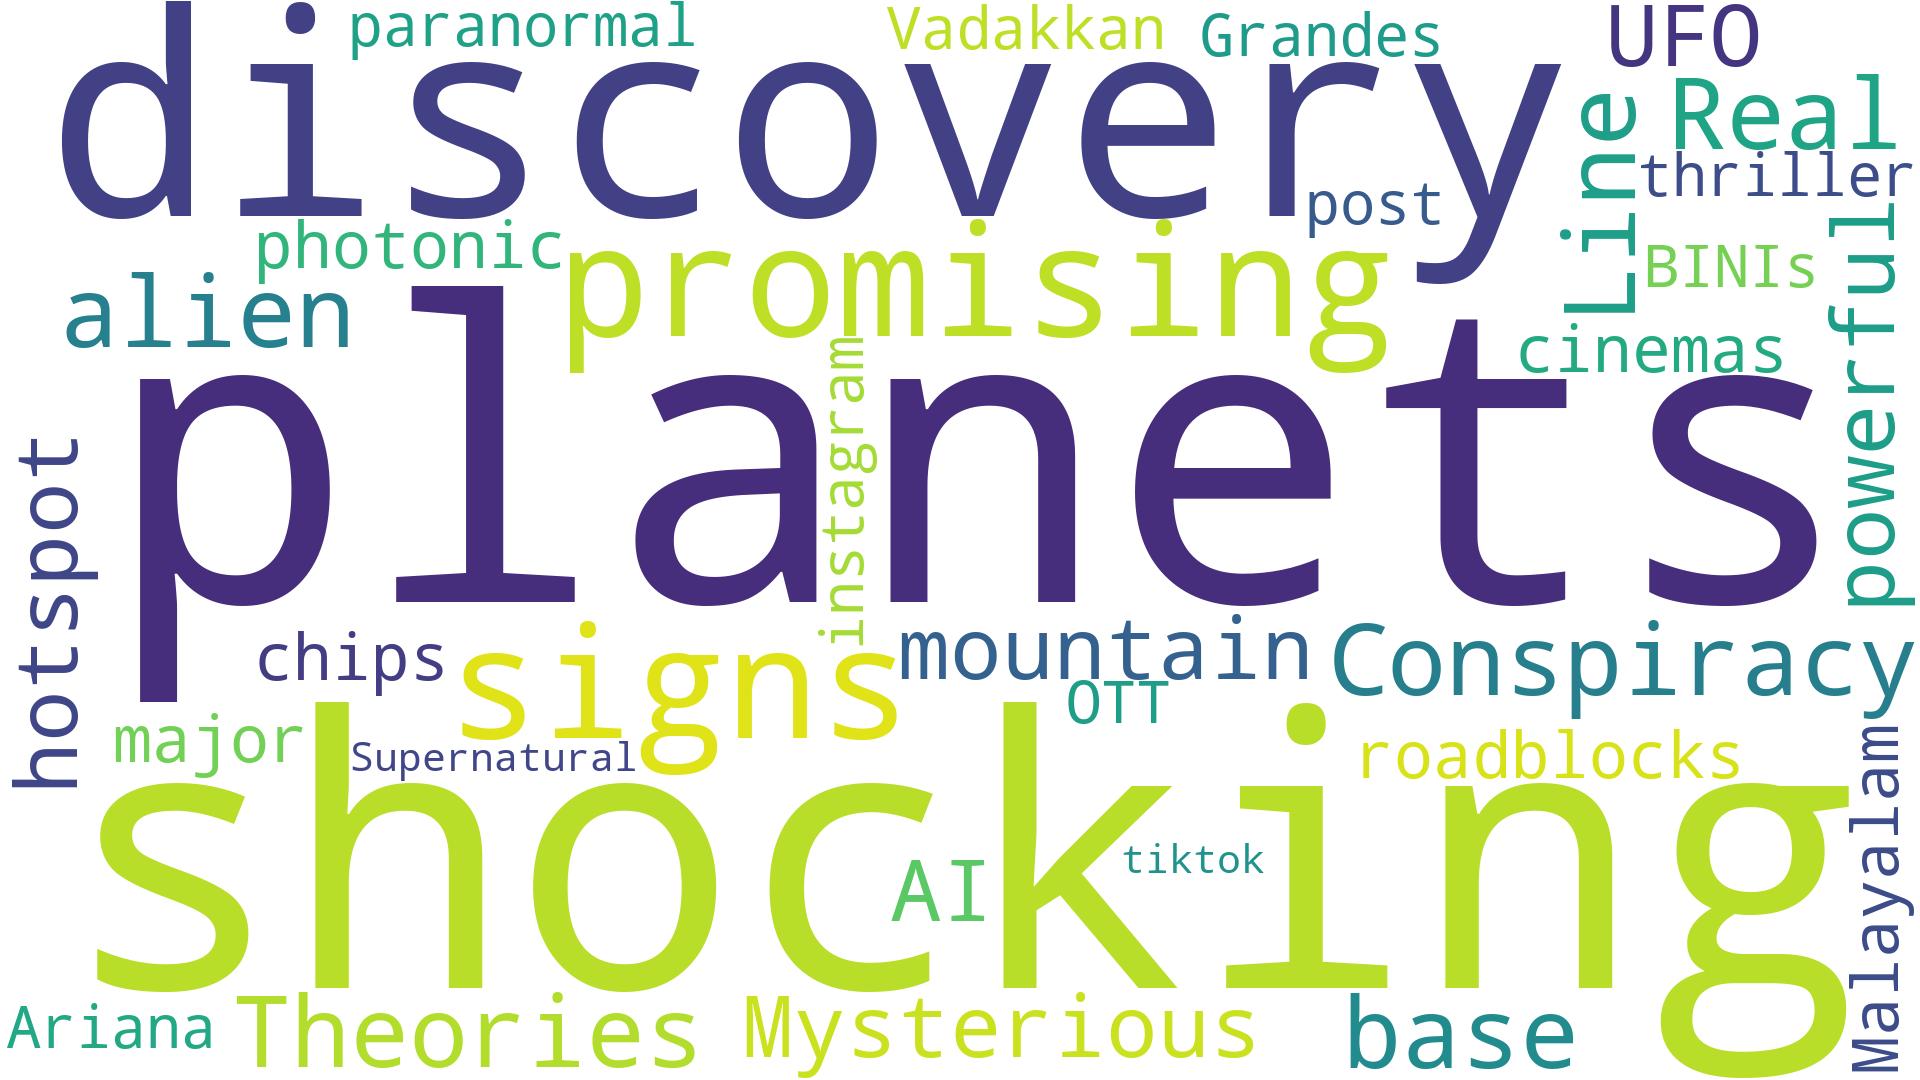 paranormal
Vadakkan
Grandes
UFO
discovery
Real
Line
thriller
post
photonic
promising
BINIs
powerful
alien
cinemas
planets
instagram
hotspot
chips
signs
mountain
Conspiracy
OTT
major
Supernatural
roadblocks
Malayalam
shocking
AI
tiktok
Ariana
Theories
Mysterious
base